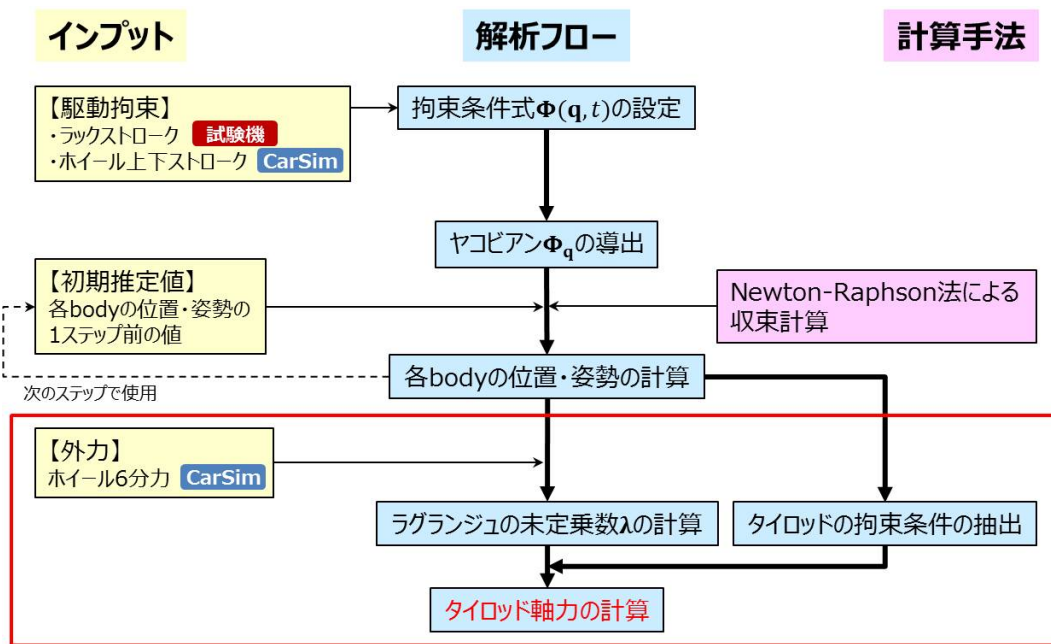 インプット
解析フロー
計算手法
【駆動拘束】
・ラックストローク 試験機
・ホイール上下ストローク CarSim
拘束条件式Φ(q,t)の設定
ヤコビアンΦqの導出
【初期推定値】
各bodyの位置・姿勢の
1ステップ前の値
Newton-Raphson法による
収束計算
各bodyの位置・姿勢の計算
次のステップで使用
【外力】
ホイール6分力 CarSim
ラグランジュの未定乗数λの計算
タイロッドの拘束条件の抽出
タイロッド軸力の計算